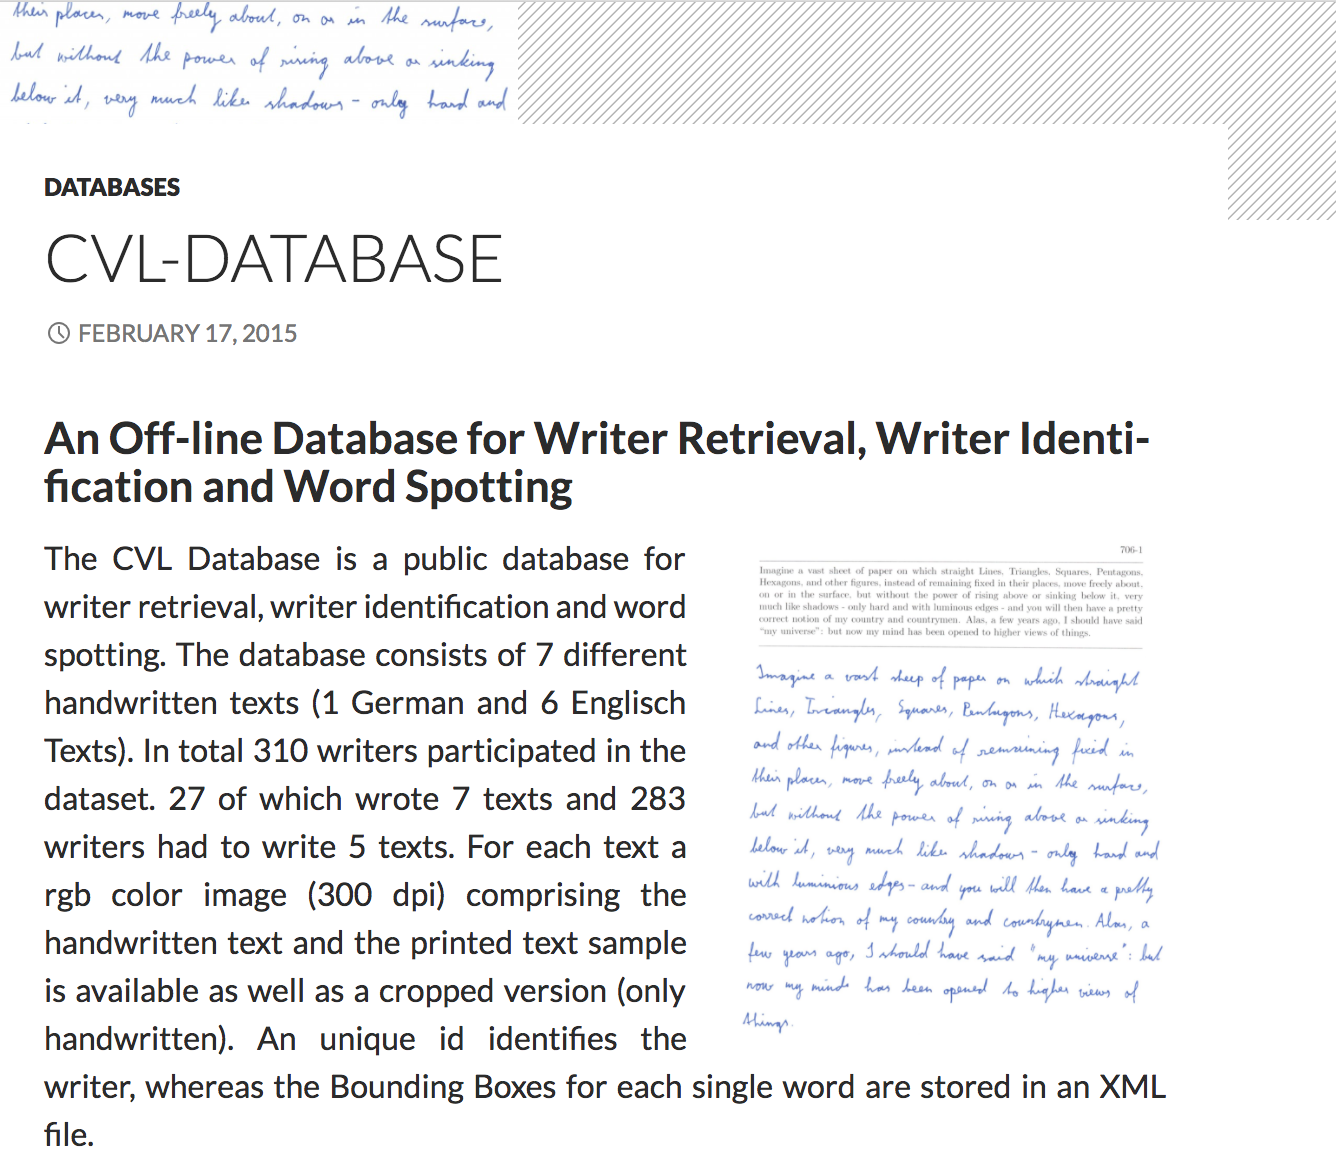 their places, move freely about, on or in the surface,
but without the power of rising above or sinking
below it, very much like shadows - only hard and
DATABASES
CVL-DATABASE
FEBRUARY 17, 2015
An Off-line Database for Writer Retrieval, Writer Identi-
fication and Word Spotting
The CVL Database is a public database for
writer retrieval, writer identification and word
spotting. The database consists of 7 different
handwritten texts (1 German and 6 Englisch
Texts). In total 310 writers participated in the
dataset. 27 of which wrote 7 texts and 283
writers had to write 5 texts. For each text a
rgb color image (300 dpi) comprising the
handwritten text and the printed text sample
is available as well as a cropped version (only
handwritten). An unique id identifies the
writer, whereas the Bounding Boxes for each single word are stored in an XML
file.
706-1
Imagine a vast sheet of paper on which straight Lines, Triangles, Squares, Pentagons,
Hexagons, and other figures, instead of remaining fixed in their places, move freely about,
on or in the surface, but without the power of rising above or sinking below it, very
much like shadows - only hard and with luminous edges - and you will then have a pretty
correct notion of my country and countrymen. Alas, a few years ago, I should have said
"my universe": but now my mind has been opened to higher views of things.
Imagine a vast sheep of paper on which straight
Lines, Triangles, Squares, Pentagons, Hexagons,
and other figures, instead of remaining fixed in
their places, move freely about, on or in the surface,
but without the power of rising above or sinking
below it, very much like shadows - only hard and
with luminious edges - and you will then have a pretty
correct notion of my country and countrymen. Alas, a
few years ago, I should have said "my universe": but
now my minds has been opened to higher views of
things.